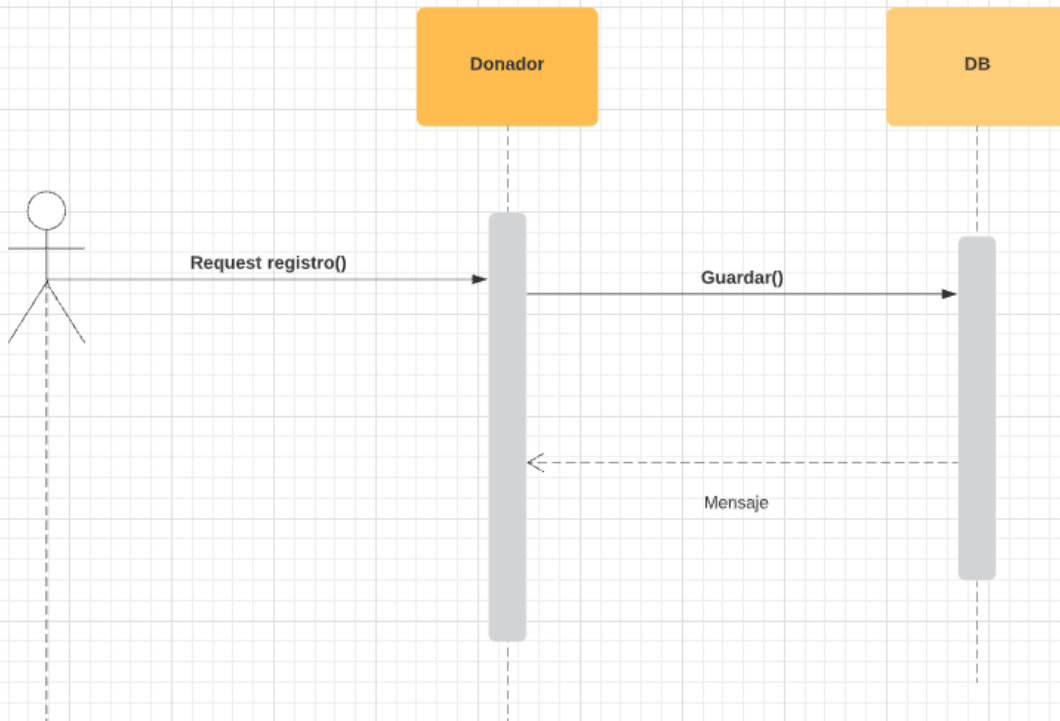 Donador
DB
Request registro()
Guardar()
Mensaje